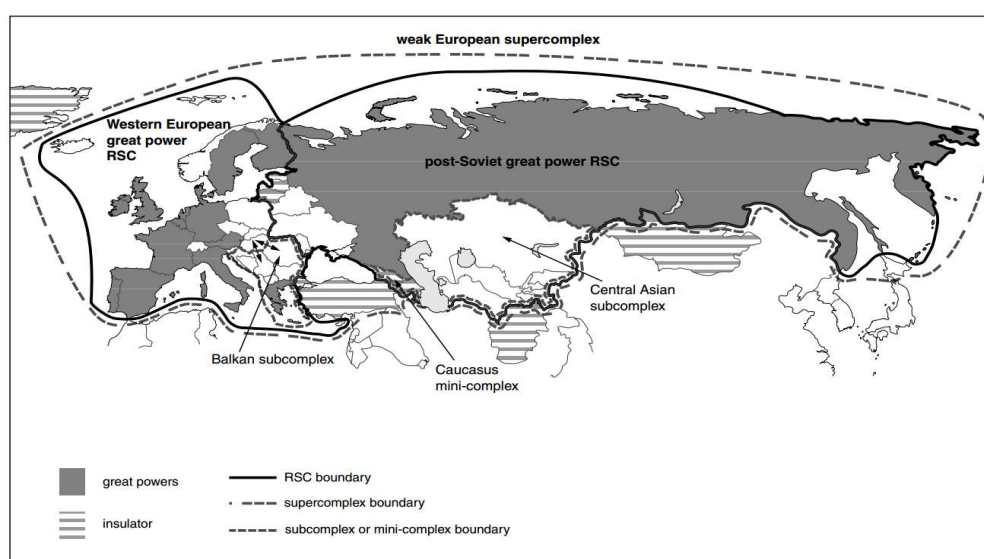 weak European supercomplex
Western European
great power
RSC
post-Soviet great power RSC
Central Asian
subcomplex
Balkan subcomplex
Caucasus
mini-complex
great powers
insulator
RSC boundary
supercomplex boundary
subcomplex or mini-complex boundary